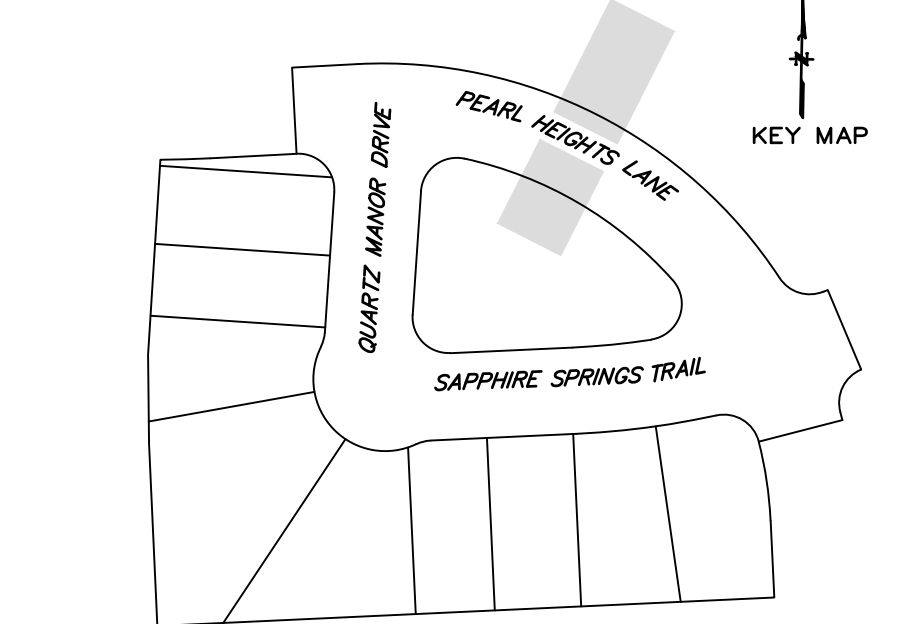 N
KEY MAP
PEARL HEIGHTS LANE
QUARTZ MANOR DRIVE
SAPPHIRE SPRINGS TRAIL